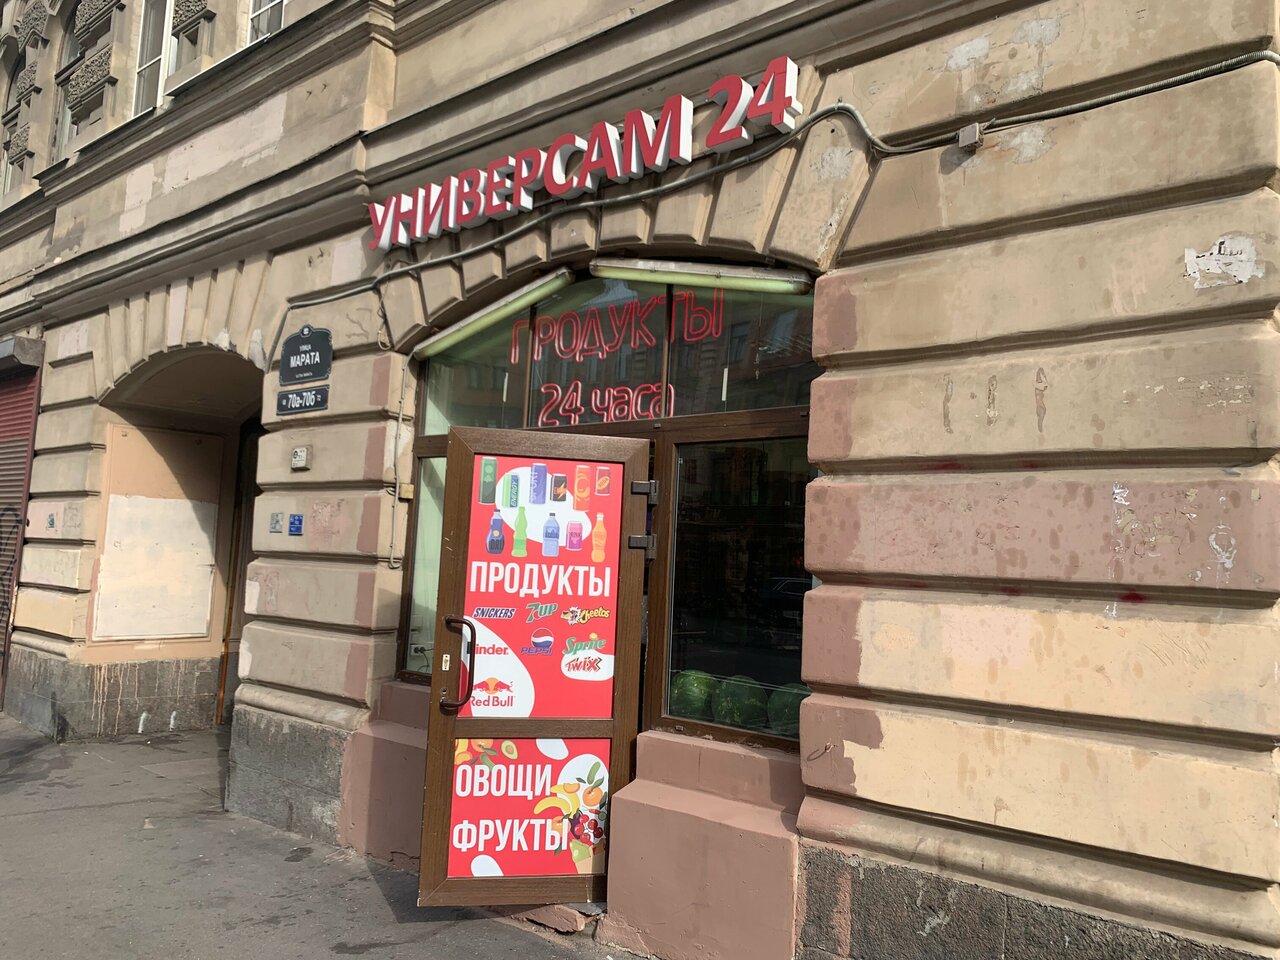 УНИВЕРСАМ 24
ПРОДУКТЫ
24 часа
УЛИЦА
МАРАТА
70а-70б
ПРОДУКТЫ
SNICKERS 7UP Cheetos
inder PEPSI Sprite
TWIX
Red Bull
ОВОЩИ
ФРУКТЫ